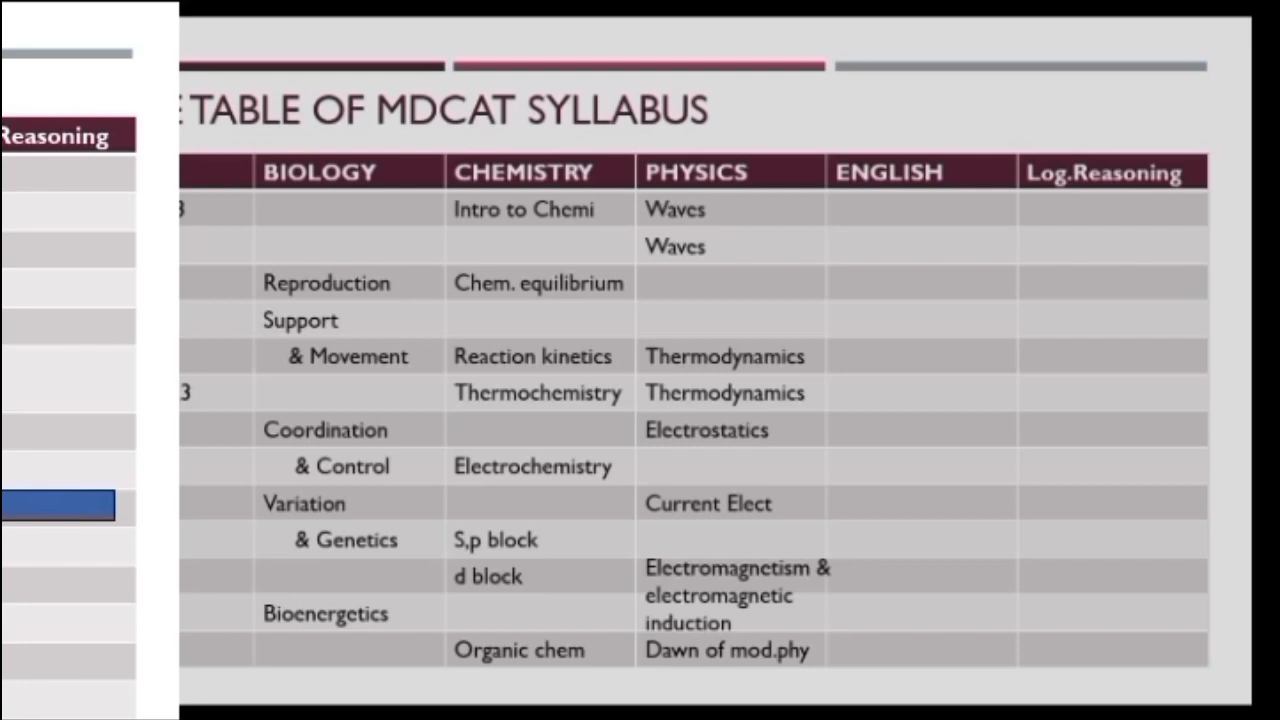 Reasoning
TABLE OF MDCAT SYLLABUS
BIOLOGY CHEMISTRY PHYSICS ENGLISH Log.Reasoning
3 Intro to Chemi Waves
Waves
Reproduction Chem. equilibrium
Support
& Movement Reaction kinetics Thermodynamics
3 Thermochemistry Thermodynamics
Coordination Electrostatics
& Control Electrochemistry
Variation Current Elect
& Genetics S,p block
d block Electromagnetism &
electromagnetic
Bioenergetics induction
Organic chem Dawn of mod.phy